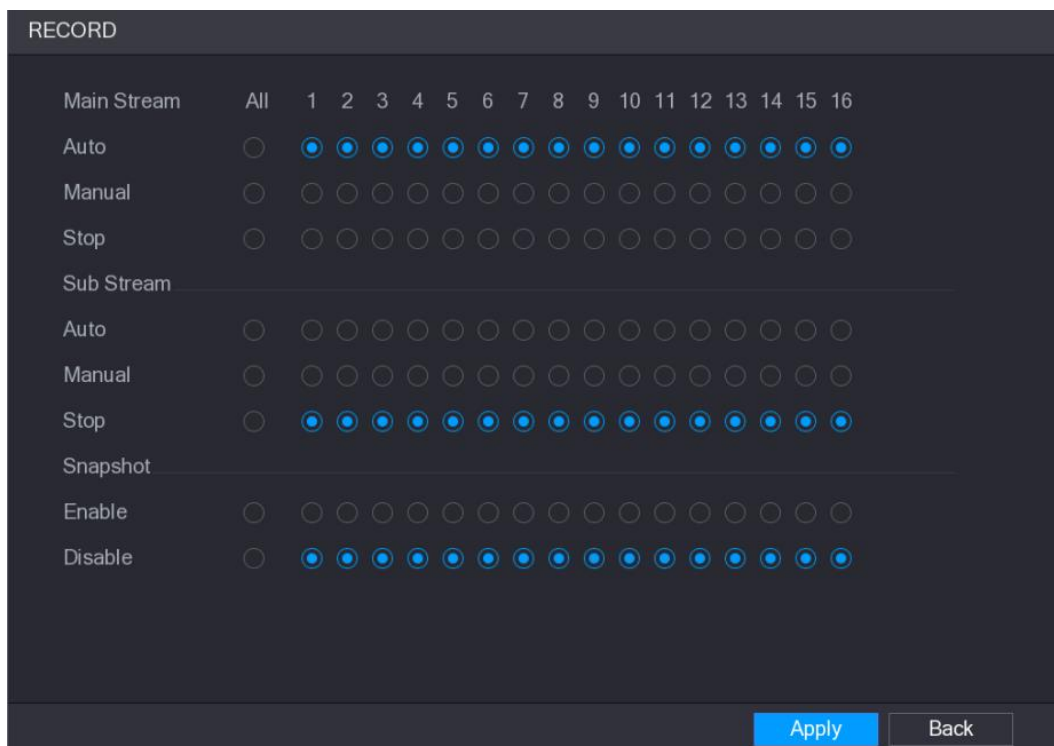 RECORD
Main Stream All 1 2 3 4 5 6 7 8 9 10 11 12 13 14 15 16
Auto
Manual
Stop
Sub Stream
Auto
Manual
Stop
Snapshot
Enable
Disable
Apply Back